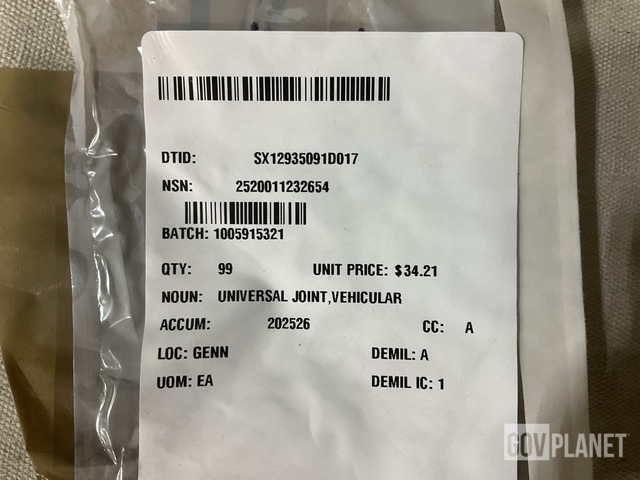 DTID: SX12935091D017
NSN: 2520011232654
BATCH: 1005915321
QTY: 99 UNIT PRICE: $34.21
NOUN: UNIVERSAL JOINT,VEHICULAR
ACCUM: 202526 CC: A
LOC: GENN DEMIL: A
UOM: EA DEMIL IC: 1
GOVPLANET